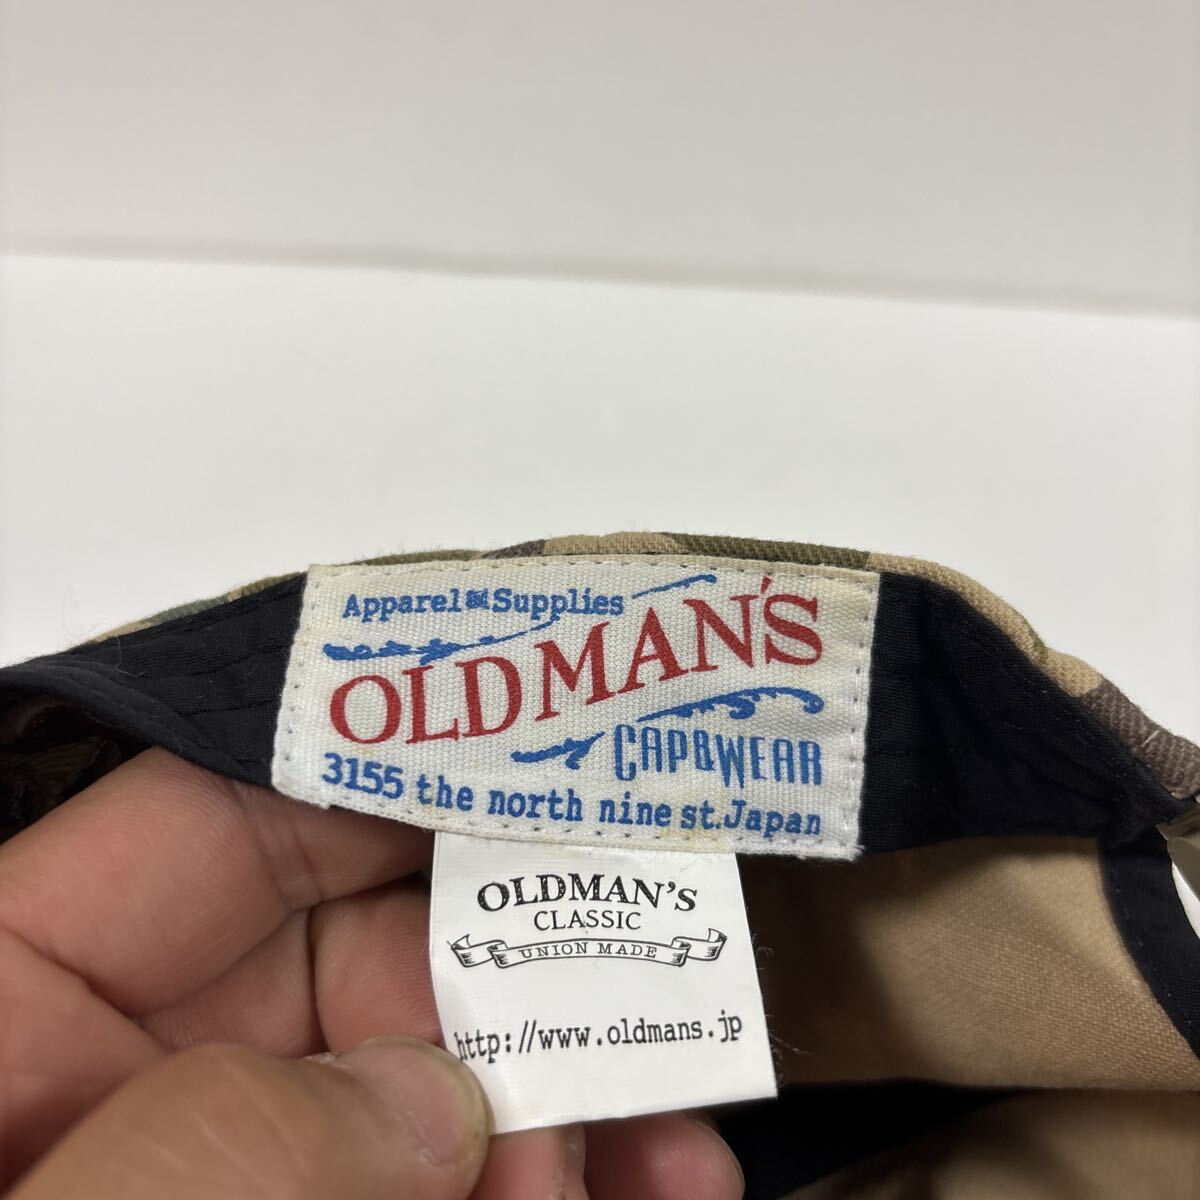 Apparel & Supplies
OLDMAN'S
CAP&WEAR
3155 the north nine st.Japan
OLDMAN's
CLASSIC
UNION MADE
http://www.oldmans.jp